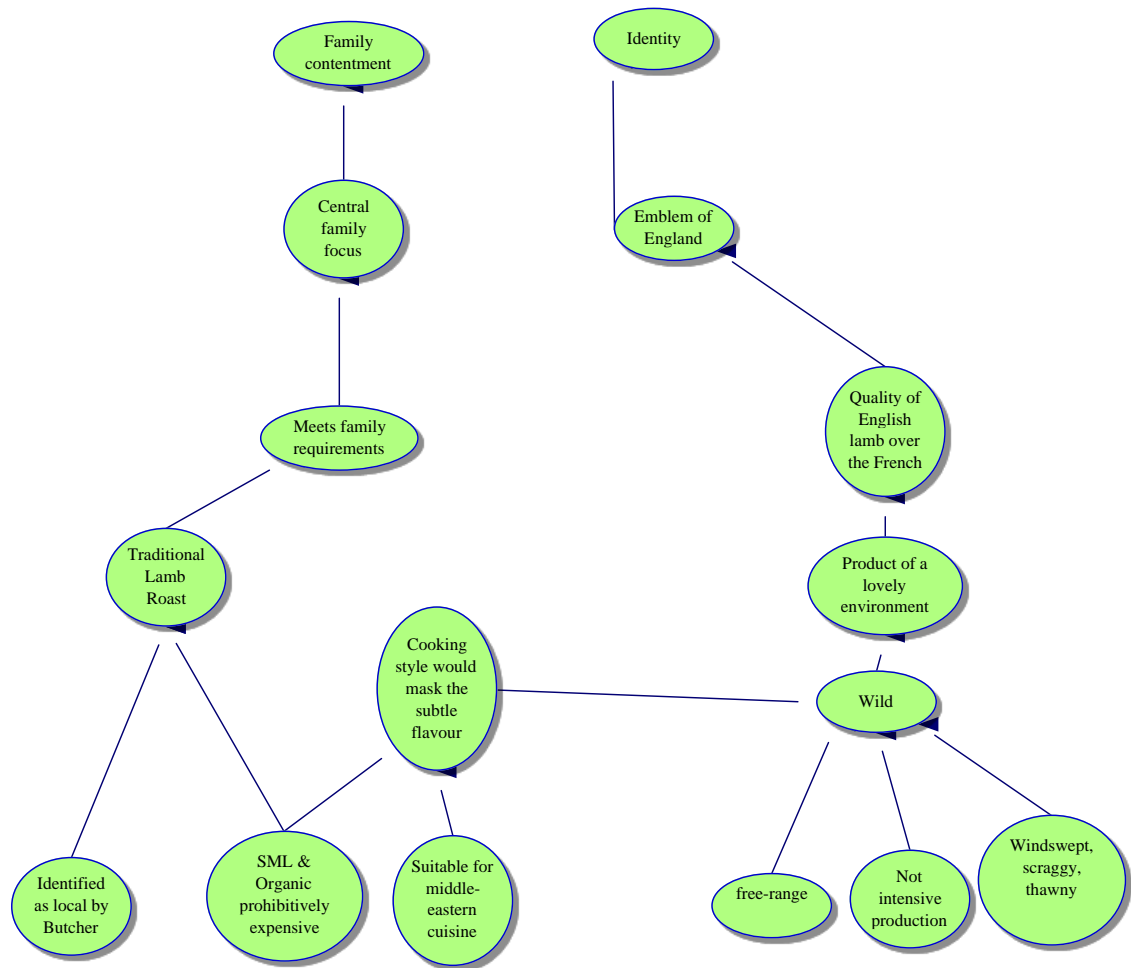 Family
contentment
Identity
Central
family
focus
Emblem of
England
Quality of
English
lamb over
the French
Meets family
requirements
Traditional
Lamb
Roast
Product of a
lovely
environment
Cooking
style would
mask the
subtle
flavour
Wild
Identified
as local by
Butcher
SML &
Organic
prohibitively
expensive
Suitable for
middle-
eastern
cuisine
free-range
Not
intensive
production
Windswept,
scraggy,
thawny